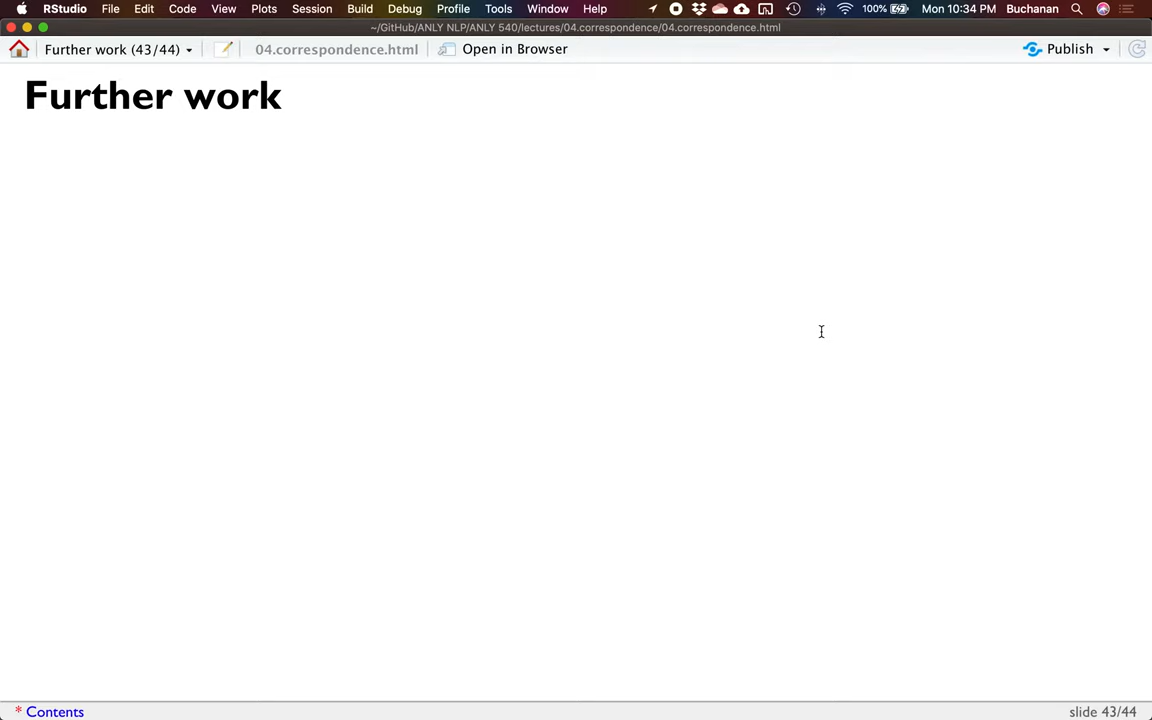 RStudio File Edit Code View Plots Session Build Debug Profile Tools Window Help 100% Mon 10:34 PM Buchanan
~/GitHub/ANLY NLP/ANLY 540/lectures/04.correspondence/04.correspondence.html
Further work (43/44) 04.correspondence.html Open in Browser Publish
Further work
* Contents slide 43/44